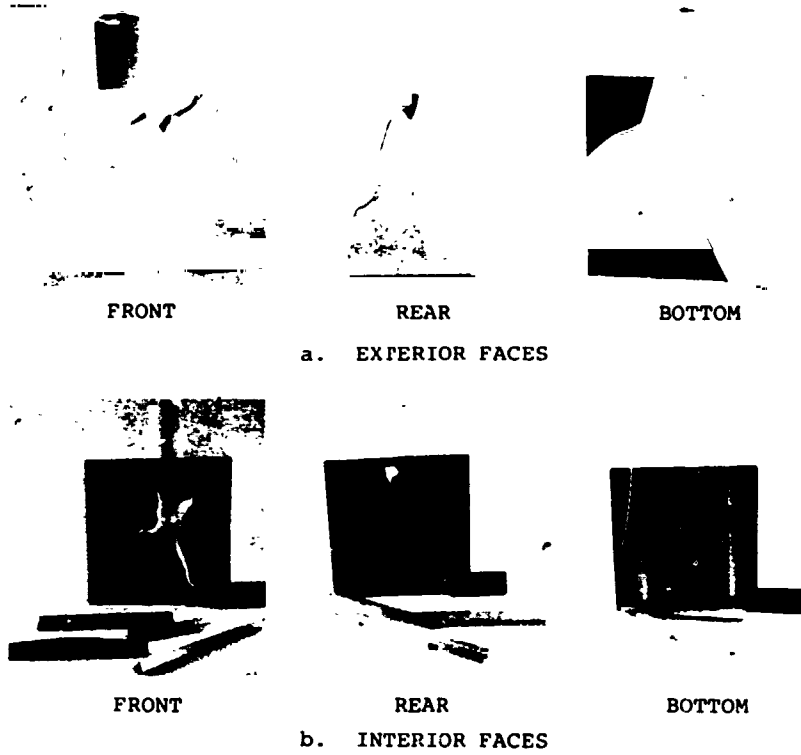 FRONT REAR BOTTOM
a. EXTERIOR FACES
FRONT REAR BOTTOM
b. INTERIOR FACES